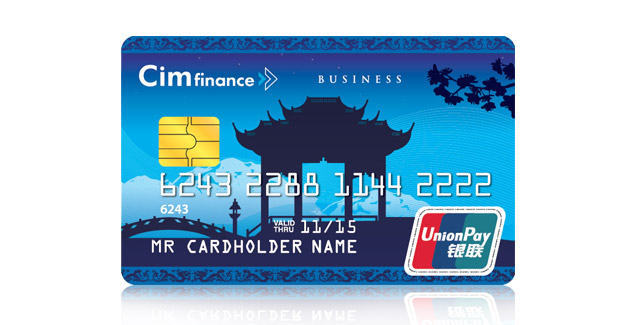 Cim finance
BUSINESS
6243 2288 1144 2222
6243
VALID THRU 11/15
MR CARDHOLDER NAME
UnionPay
银联